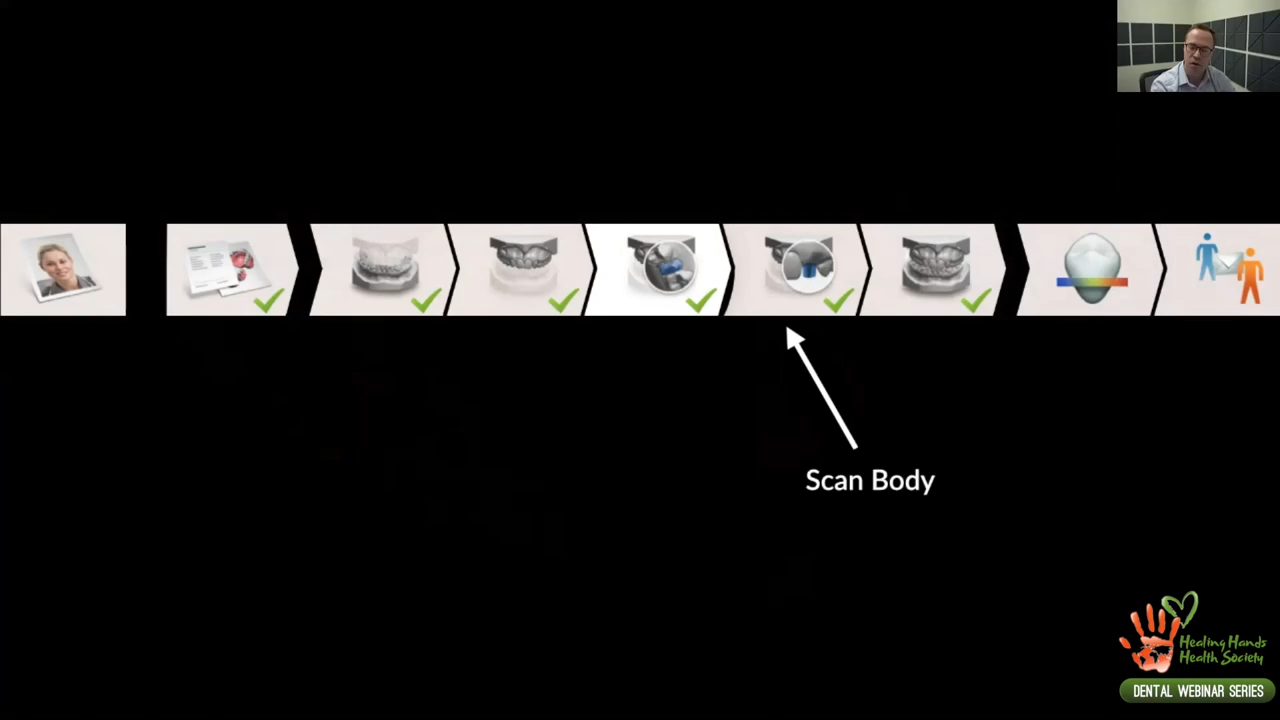 Scan Body
Healing Hands
Health Society
DENTAL WEBINAR SERIES